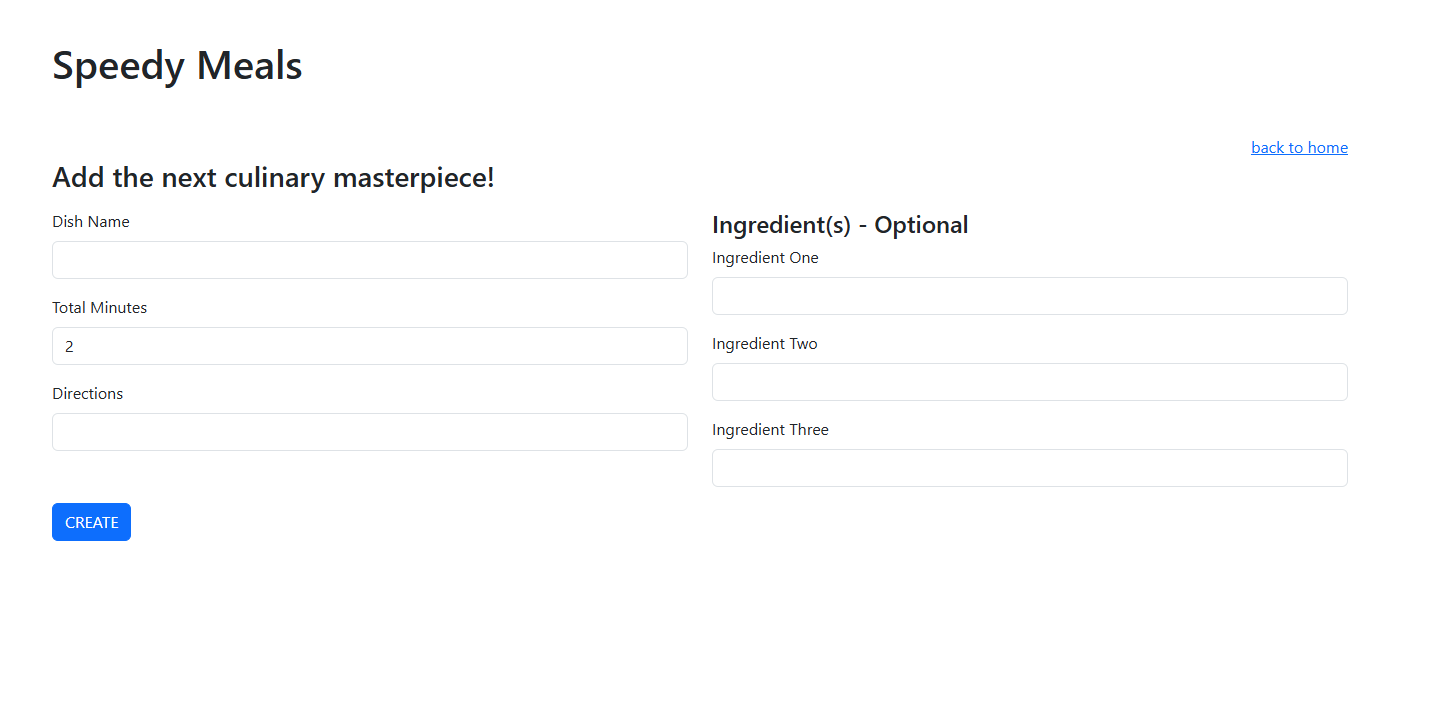 Speedy Meals
back to home
Add the next culinary masterpiece!
Dish Name
Total Minutes
2
Directions
CREATE
Ingredient(s) - Optional
Ingredient One
Ingredient Two
Ingredient Three